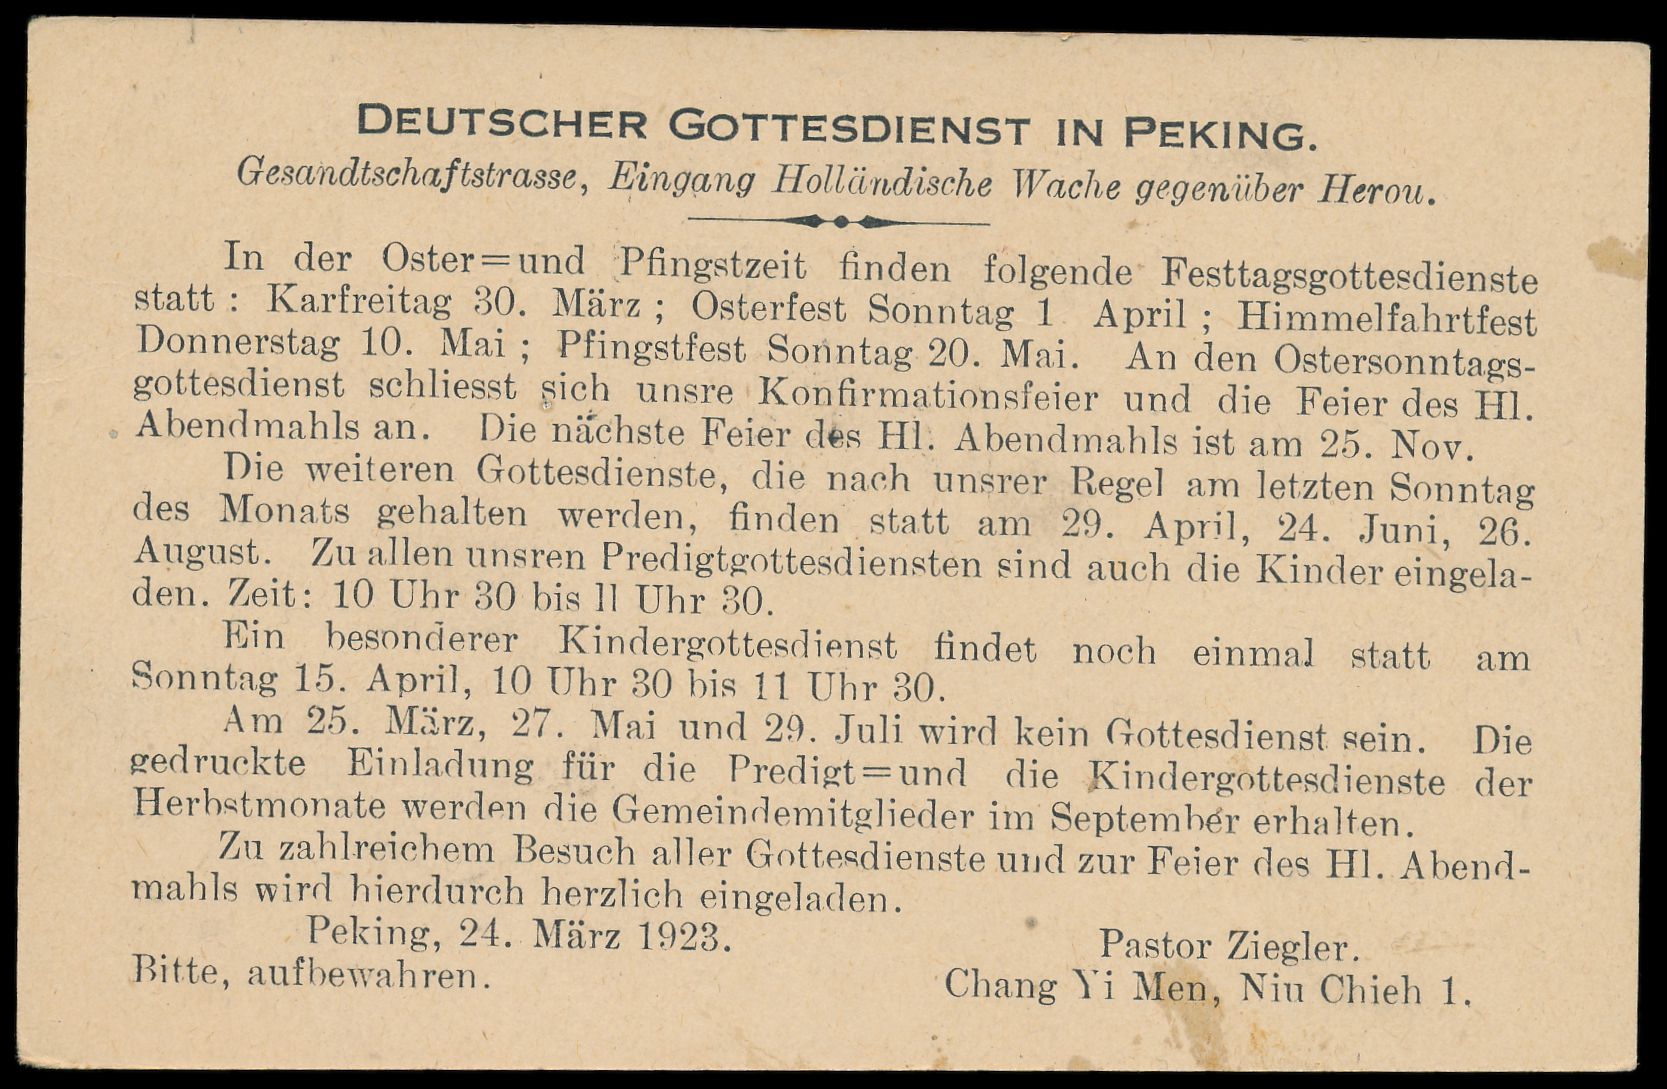 DEUTSCHER GOTTESDIENST IN PEKING.
Gesandtschaftstrasse, Eingang Holländische Wache gegenüber Herou.
In der Oster=und Pfingstzeit finden folgende Festtagsgottesdienste
statt : Karfreitag 30. März ; Osterfest Sonntag 1 April ; Himmelfahrtfest
Donnerstag 10. Mai ; Pfingstfest Sonntag 20. Mai. An den Ostersonntags-
gottesdienst schliesst sich unsre Konfirmationsfeier und die Feier des Hl.
Abendmahls an. Die nächste Feier des Hl. Abendmahls ist am 25. Nov.
Die weiteren Gottesdienste, die nach unsrer Regel am letzten Sonntag
des Monats gehalten werden, finden statt am 29. April, 24. Juni, 26.
August. Zu allen unsren Predigtgottesdiensten sind auch die Kinder eingela-
den. Zeit: 10 Uhr 30 bis 11 Uhr 30.
Ein besonderer Kindergottesdienst findet noch einmal statt am
Sonntag 15. April, 10 Uhr 30 bis 11 Uhr 30.
Am 25. März, 27. Mai und 29. Juli wird kein Gottesdienst sein. Die
gedruckte Einladung für die Predigt=und die Kindergottesdienste der
Herbstmonate werden die Gemeindemitglieder im September erhalten.
Zu zahlreichem Besuch aller Gottesdienste und zur Feier des Hl. Abend-
mahls wird hierdurch herzlich eingeladen.
Peking, 24. März 1923.
Pastor Ziegler.
Bitte, aufbewahren.
Chang Yi Men, Niu Chieh 1.